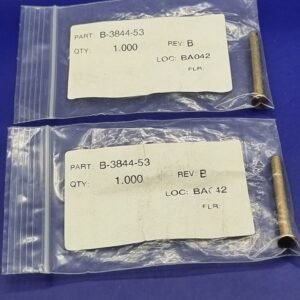 PART: B-3844-53
QTY: 1.000 REV: B
LOC: BA042
FLR:
PART: B-3844-53
QTY: 1.000 REV: B
LOC: BA042
FLR: